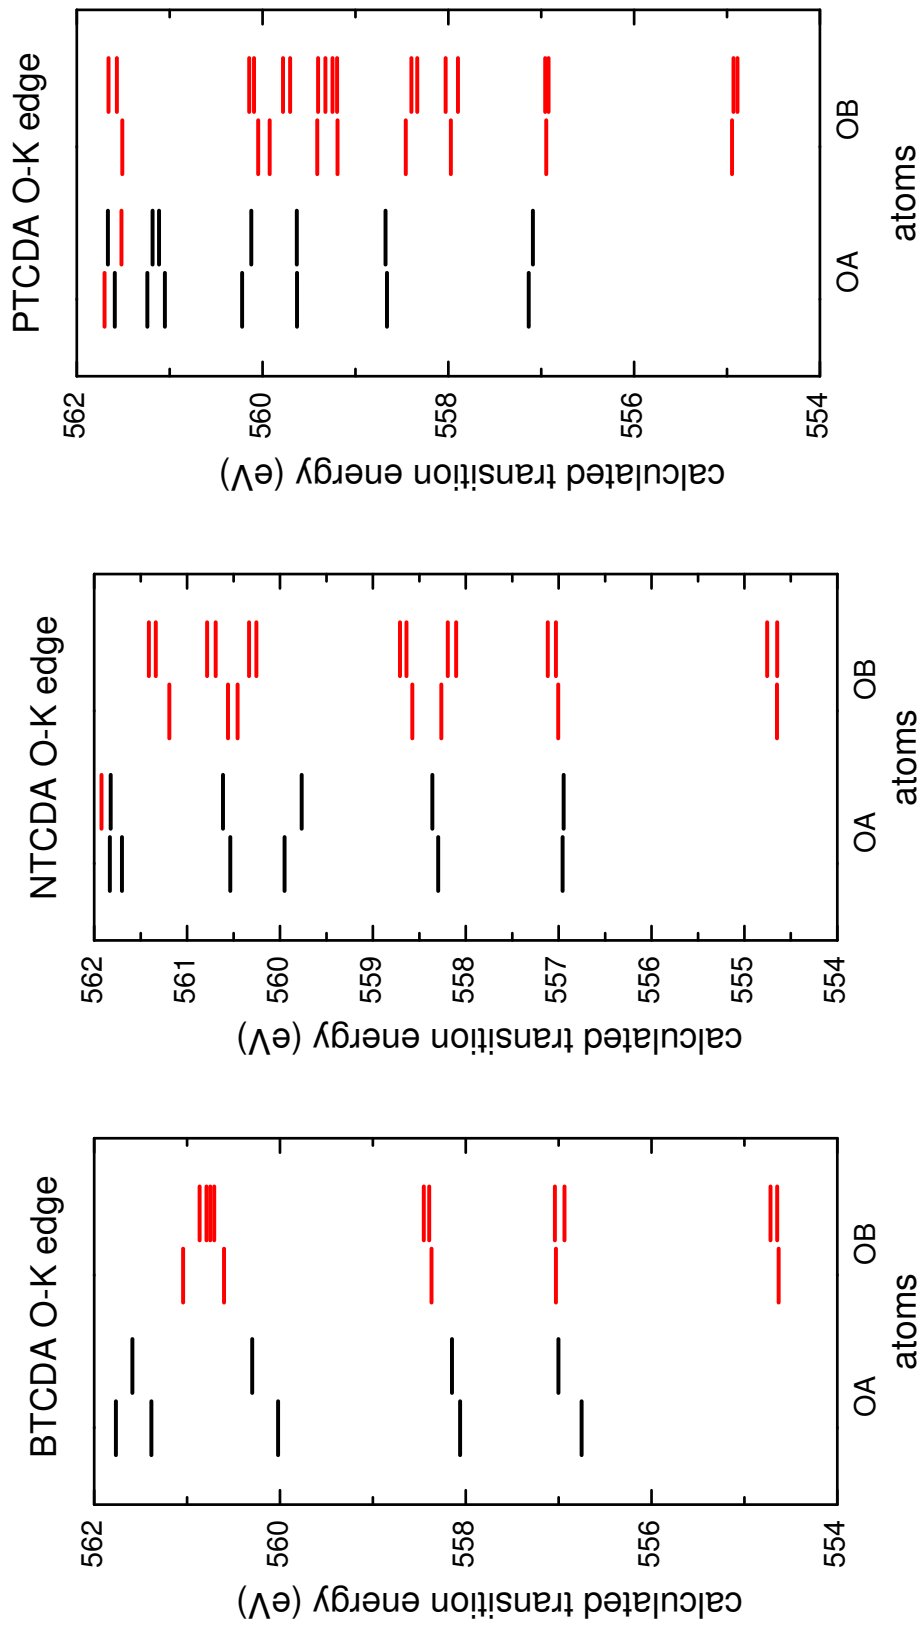 BTCDA O-K edge
calculated transition energy (eV)
562
560
558
556
554
OA
OB
atoms
NTCDA O-K edge
calculated transition energy (eV)
562
561
560
559
558
557
556
555
554
OA
OB
atoms
PTCDA O-K edge
calculated transition energy (eV)
562
560
558
556
554
OA
OB
atoms